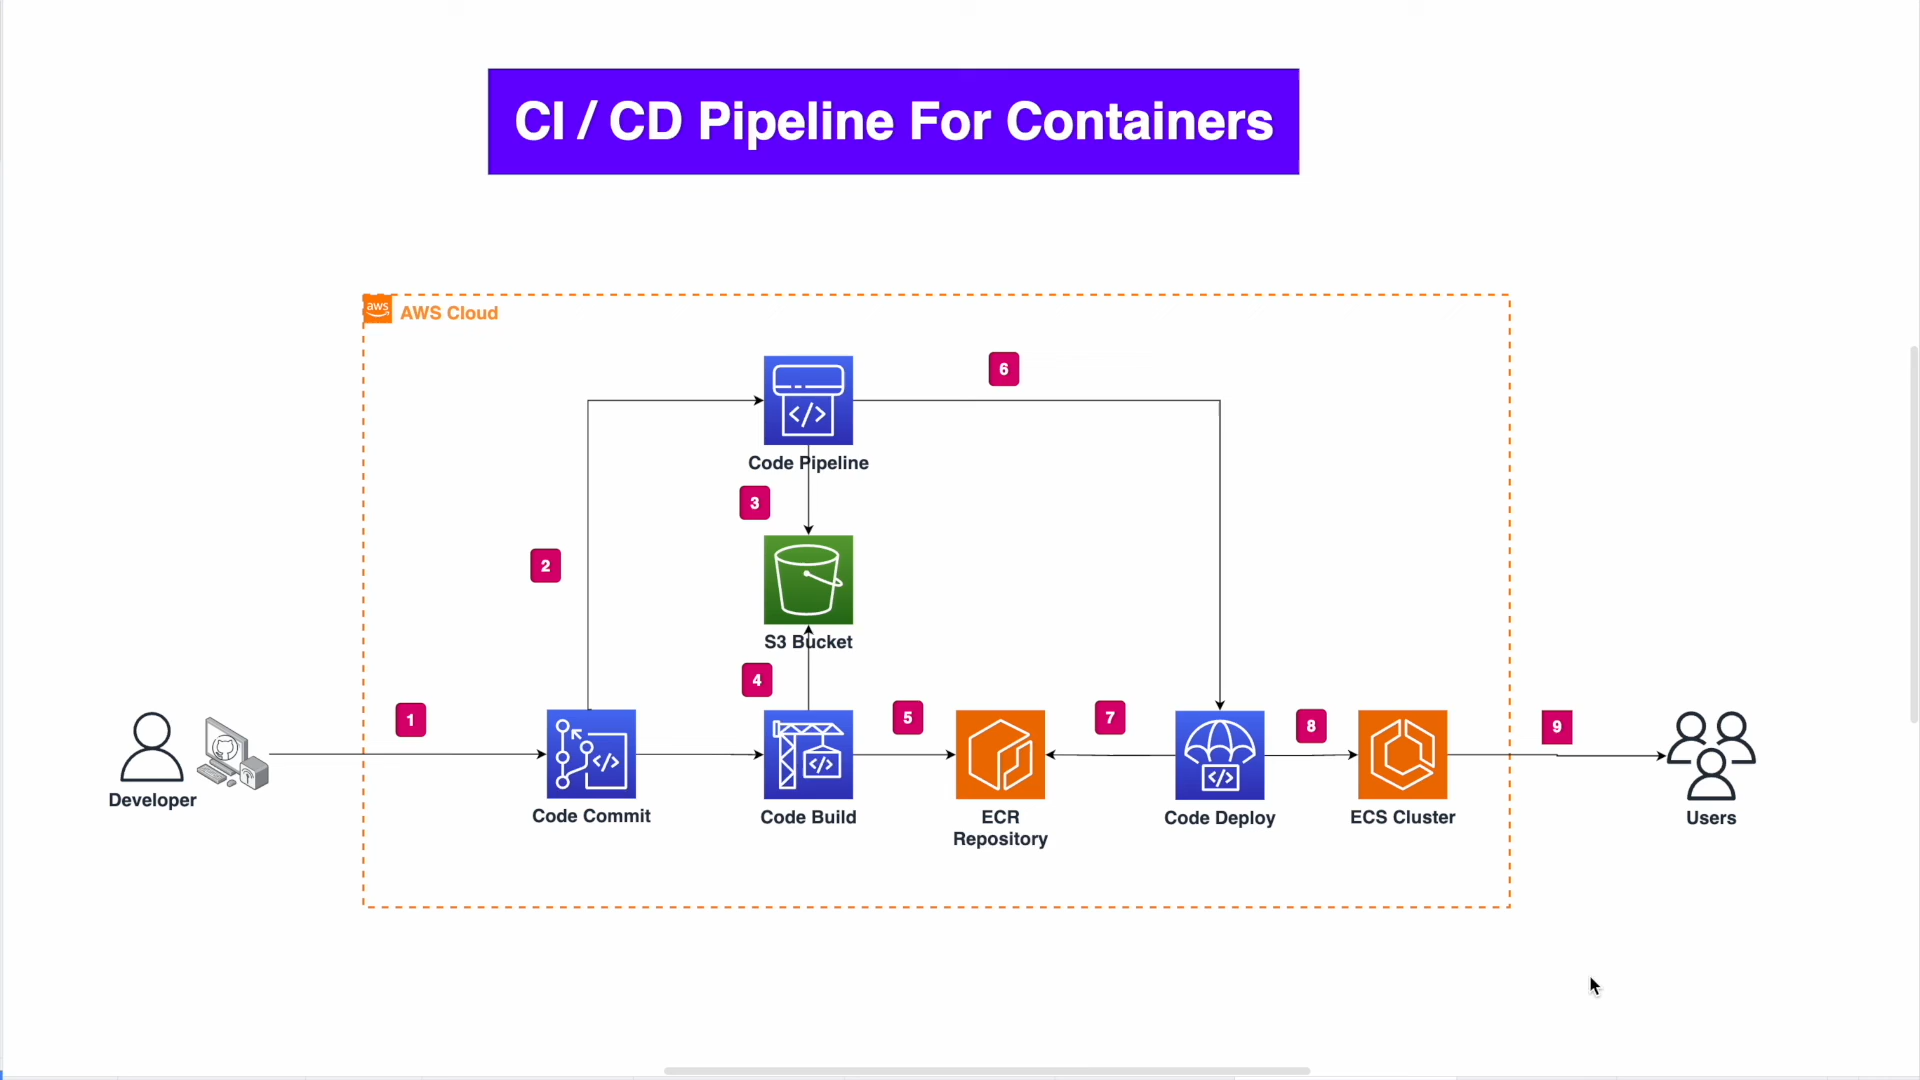 CI / CD Pipeline For Containers
aws
AWS Cloud
6
</>
Code Pipeline
3
2
S3 Bucket
4
1
5
7
8
9
</>
</>
</>
Developer
Code Commit
Code Build
ECR
Repository
Code Deploy
ECS Cluster
Users